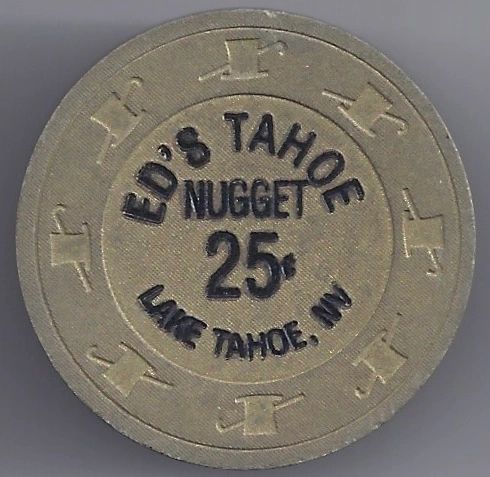 ED'S TAHOE
NUGGET
25¢
LAKE TAHOE, NV